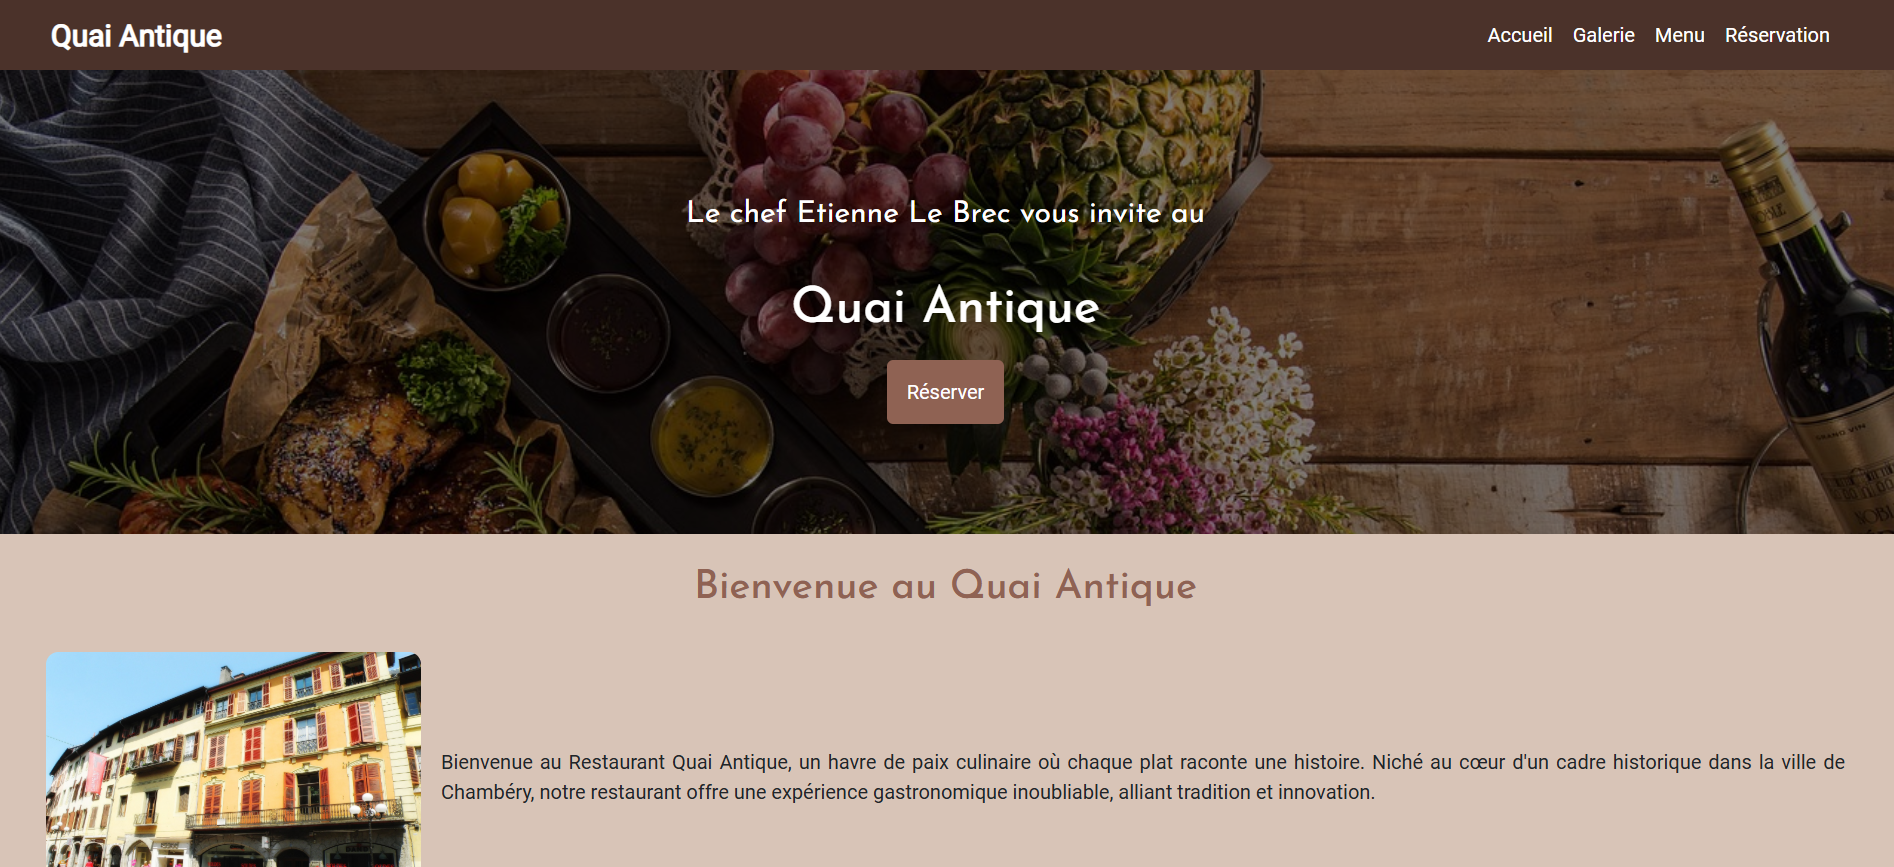 Quai Antique
Accueil Galerie Menu Réservation
Le chef Etienne Le Brec vous invite au
Quai Antique
Réserver
GRAND VIN
Bienvenue au Quai Antique
Bienvenue au Restaurant Quai Antique, un havre de paix culinaire où chaque plat raconte une histoire. Niché au cœur d'un cadre historique dans la ville de
Chambéry, notre restaurant offre une expérience gastronomique inoubliable, alliant tradition et innovation.